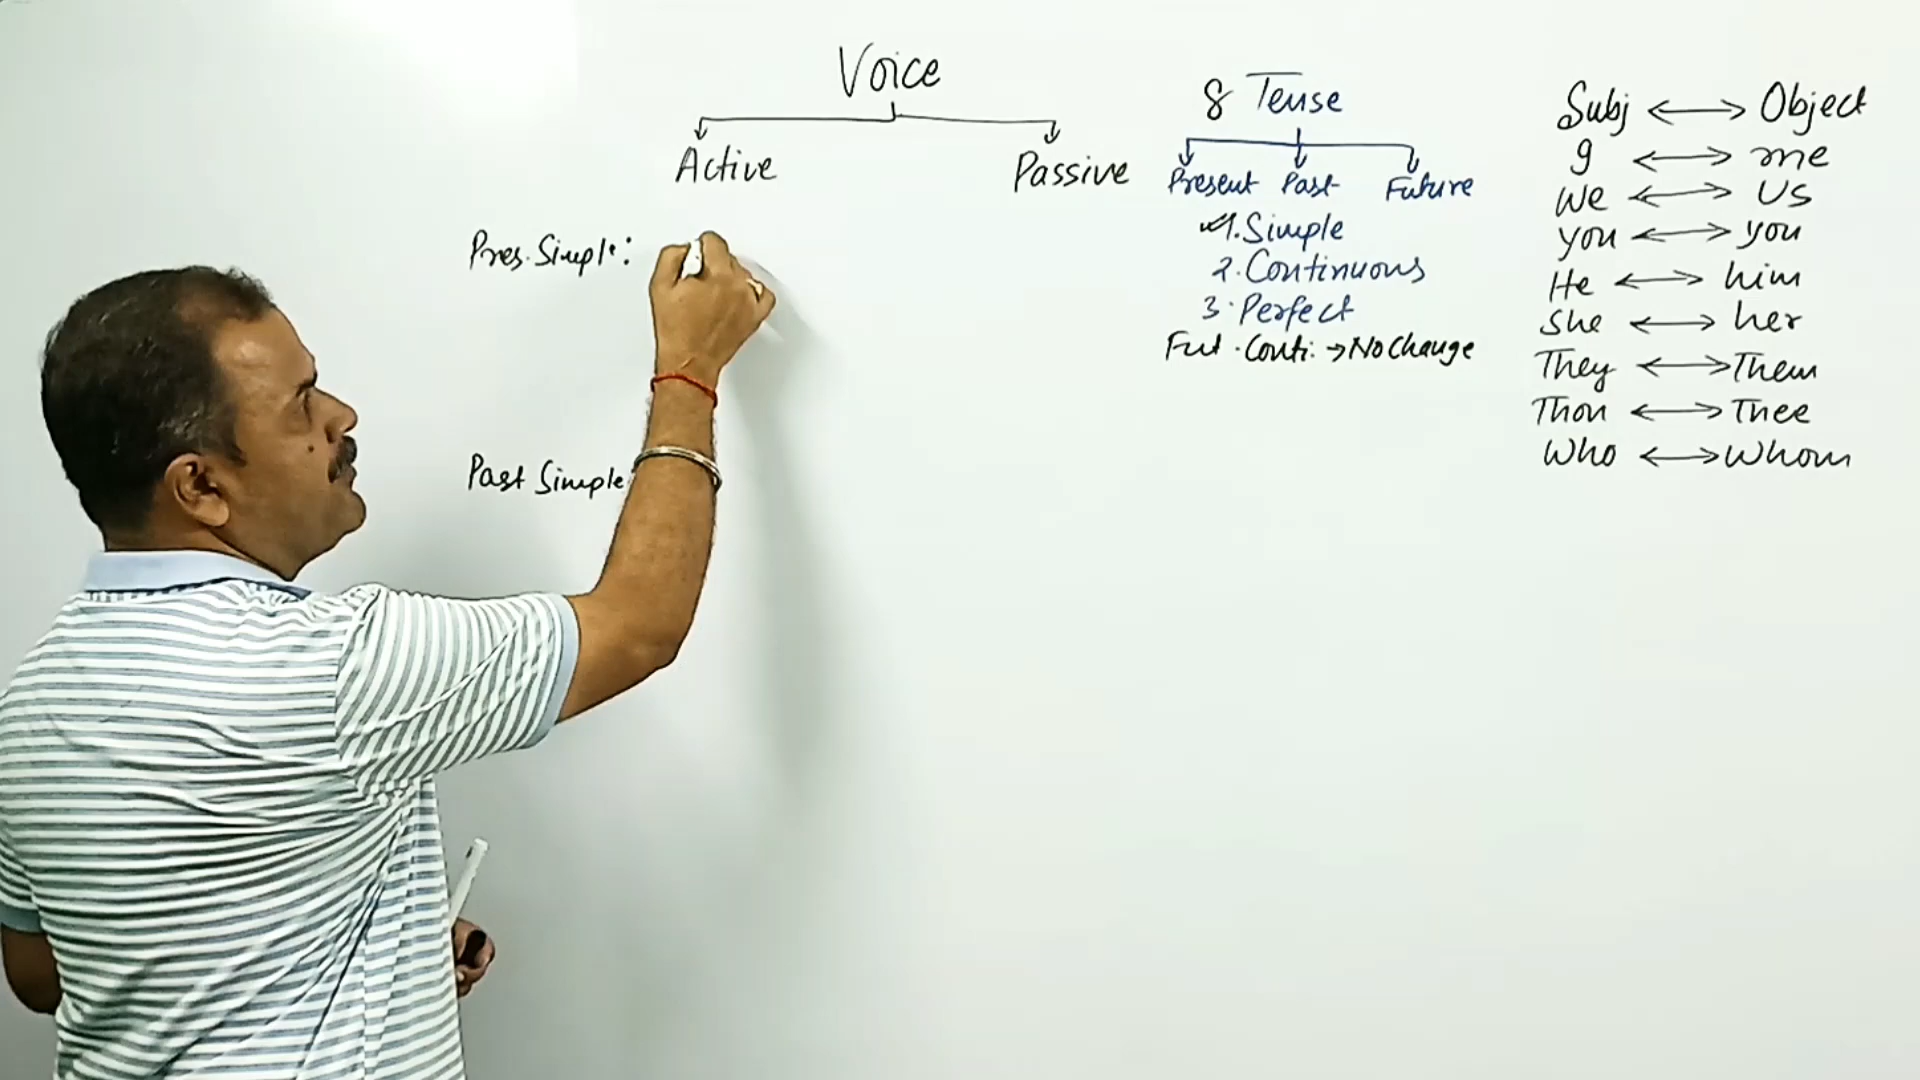 Voice
Active Passive
Pres. Simple:
Past Simple
8 Tense
Present Past Future
1. Simple
2. Continuous
3. Perfect
Fut. Conti. → No Change
Subj ↔ Object
I ↔ me
We ↔ Us
you ↔ you
He ↔ him
She ↔ her
They ↔ Them
Thou ↔ Thee
Who ↔ Whom